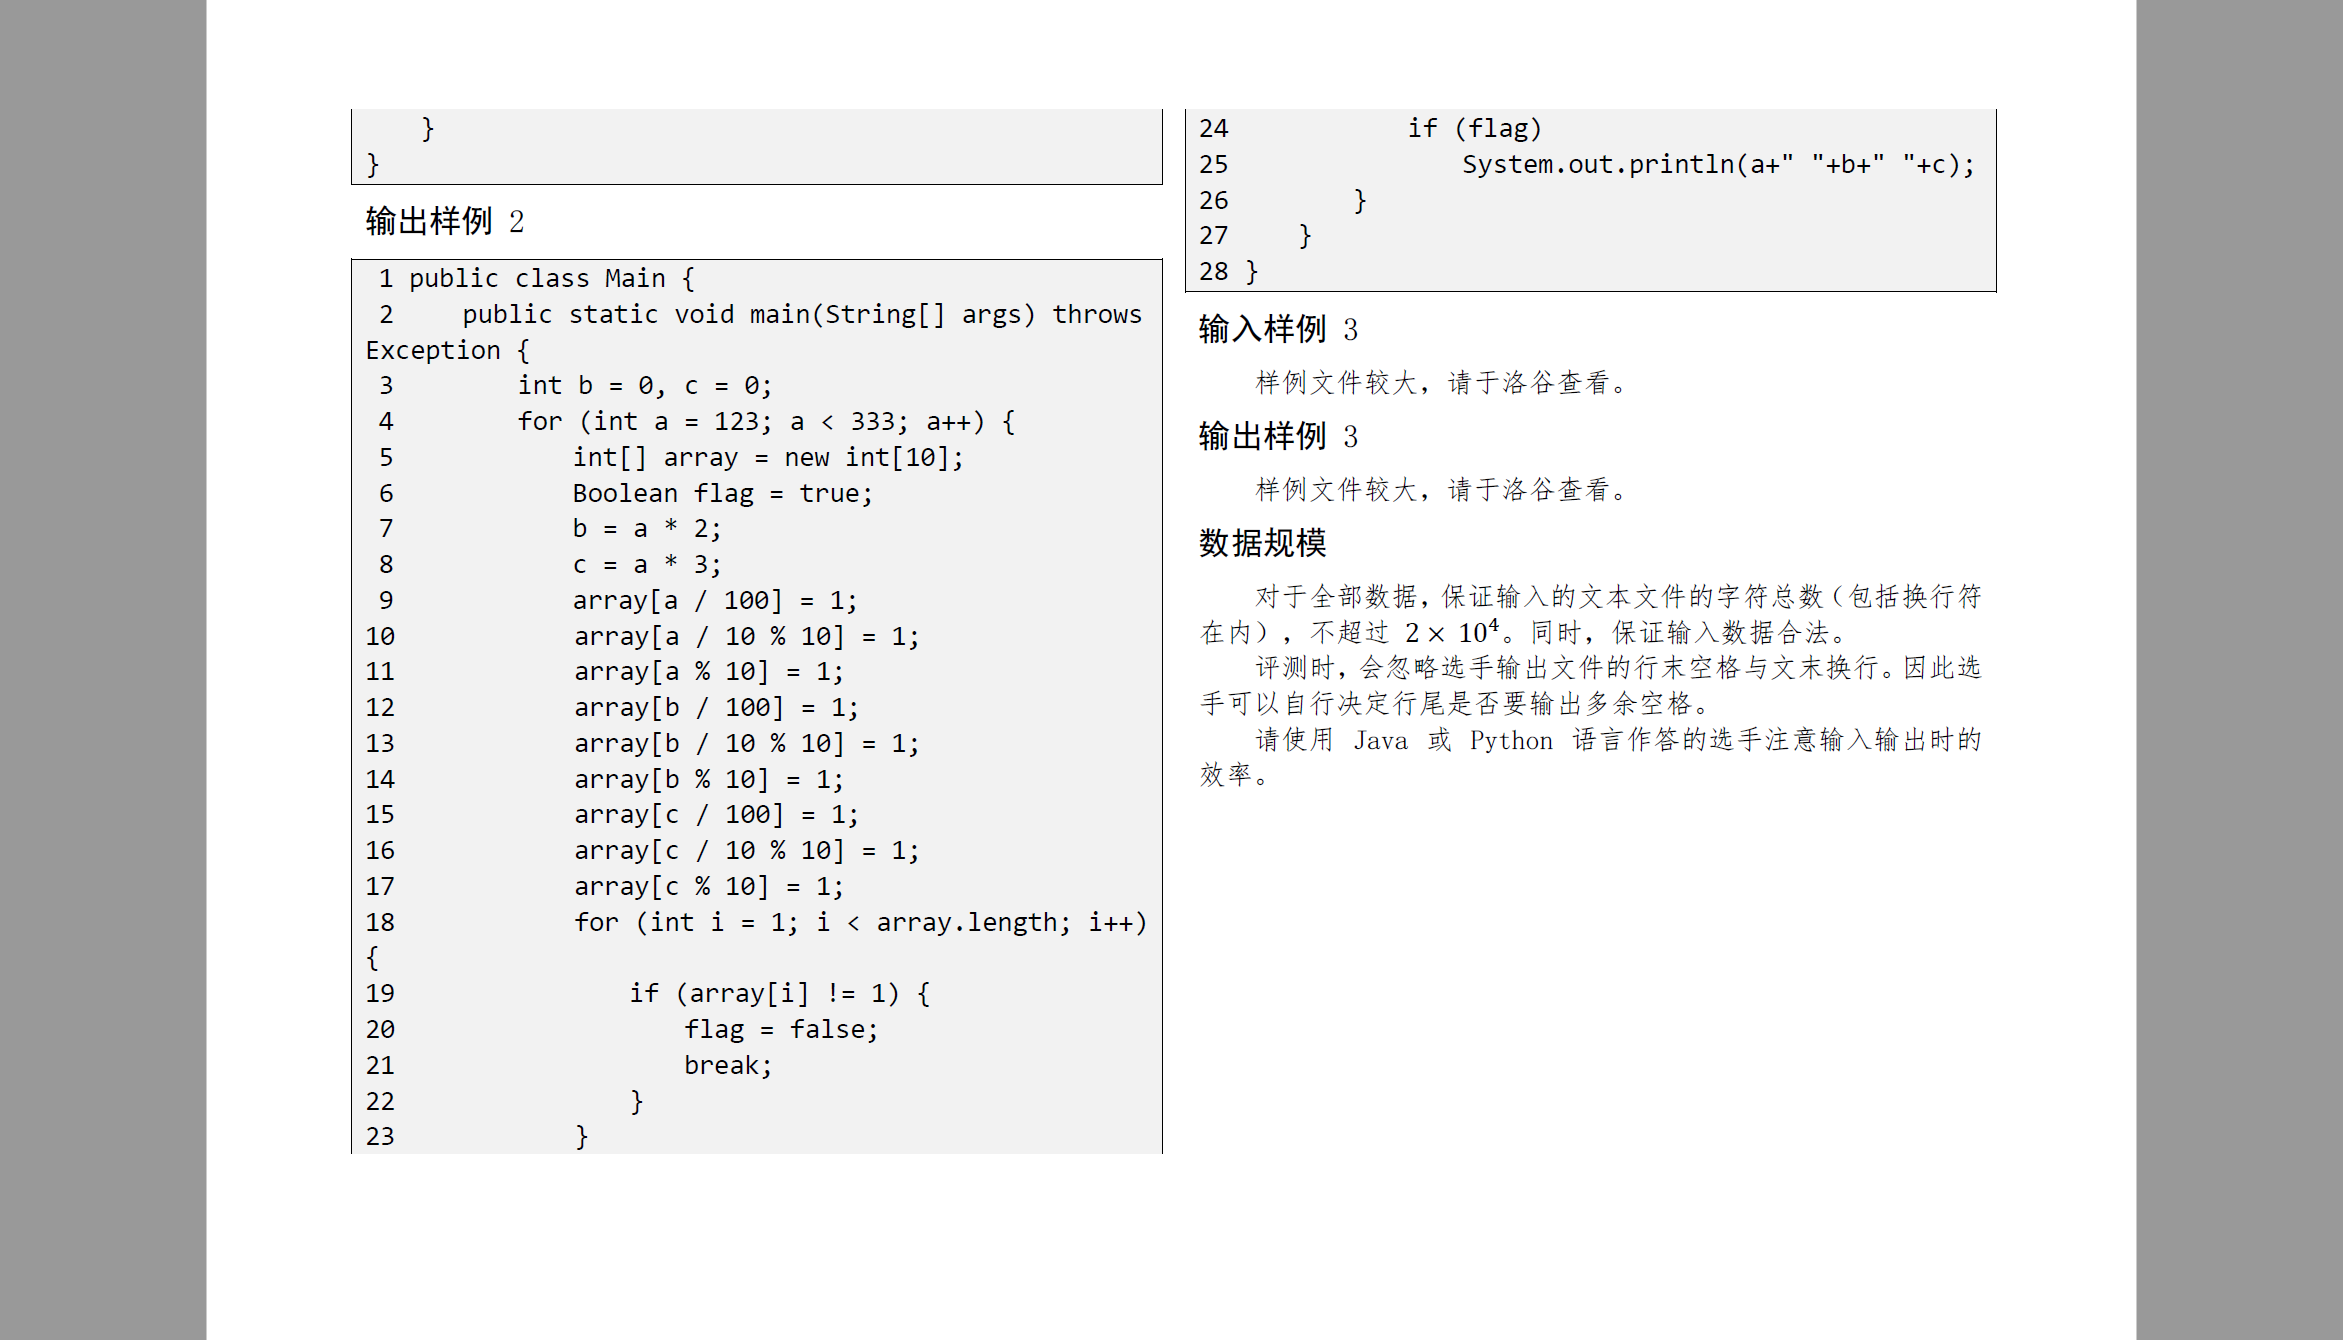 }
}
输出样例 2
 1 public class Main {
 2     public static void main(String[] args) throws
Exception {
 3         int b = 0, c = 0;
 4         for (int a = 123; a < 333; a++) {
 5             int[] array = new int[10];
 6             Boolean flag = true;
 7             b = a * 2;
 8             c = a * 3;
 9             array[a / 100] = 1;
10             array[a / 10 % 10] = 1;
11             array[a % 10] = 1;
12             array[b / 100] = 1;
13             array[b / 10 % 10] = 1;
14             array[b % 10] = 1;
15             array[c / 100] = 1;
16             array[c / 10 % 10] = 1;
17             array[c % 10] = 1;
18             for (int i = 1; i < array.length; i++)
{
19                 if (array[i] != 1) {
20                     flag = false;
21                     break;
22                 }
23             }
24             if (flag)
25                 System.out.println(a+" "+b+" "+c);
26         }
27     }
28 }
输入样例 3
样例文件较大，请于洛谷查看。
输出样例 3
样例文件较大，请于洛谷查看。
数据规模
对于全部数据，保证输入的文本文件的字符总数（包括换行符
在内），不超过 2 × 10⁴。同时，保证输入数据合法。
评测时，会忽略选手输出文件的行末空格与文末换行。因此选
手可以自行决定行尾是否要输出多余空格。
请使用 Java 或 Python 语言作答的选手注意输入输出时的
效率。